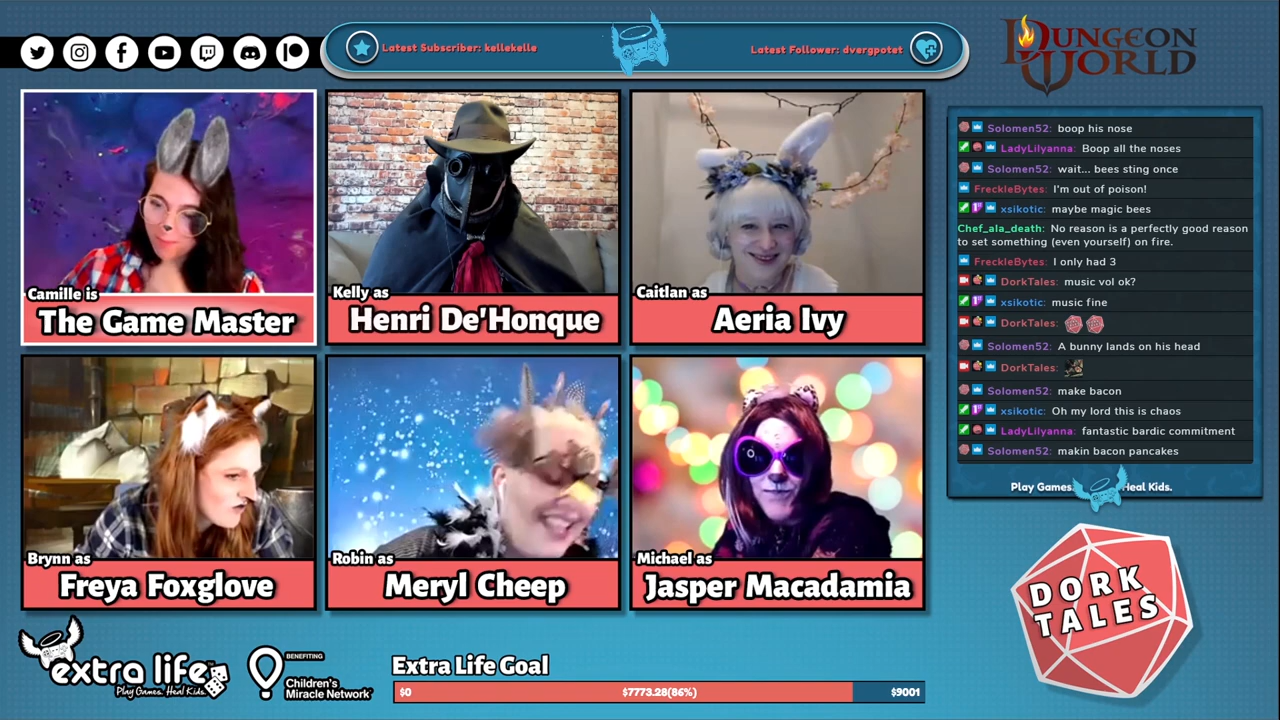 Latest Subscriber: kellekelle
Latest Follower: dvergpotet
DUNGEON
WORLD
Camille is
The Game Master
Kelly as
Henri De'Honque
Caitlan as
Aeria Ivy
Brynn as
Freya Foxglove
Robin as
Meryl Cheep
Michael as
Jasper Macadamia
Solomen52: boop his nose
LadyLilyanna: Boop all the noses
Solomen52: wait... bees sting once
FreckleBytes: I'm out of poison!
xsikotic: maybe magic bees
Chef_ala_death: No reason is a perfectly good reason
to set something (even yourself) on fire.
FreckleBytes: I only had 3
DorkTales: music vol ok?
xsikotic: music fine
DorkTales:
Solomen52: A bunny lands on his head
DorkTales:
Solomen52: make bacon
xsikotic: Oh my lord this is chaos
LadyLilyanna: fantastic bardic commitment
Solomen52: makin bacon pancakes
Play Games. Heal Kids.
DORK
TALES
extra life
Play Games. Heal Kids.
BENEFITING
Children's
Miracle Network
Extra Life Goal
$0 $7773.28(86%) $9001